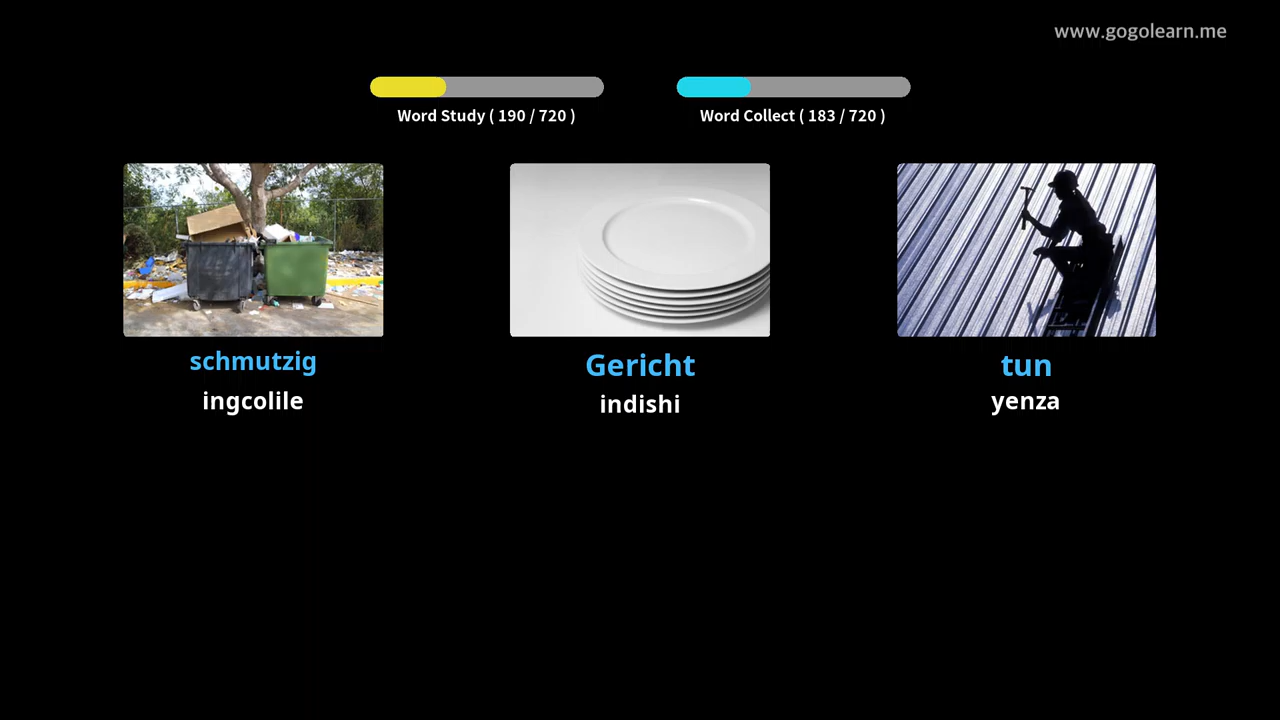 www.gogolearn.me
Word Study ( 190 / 720 )
Word Collect ( 183 / 720 )
schmutzig
ingcolile
Gericht
indishi
tun
yenza